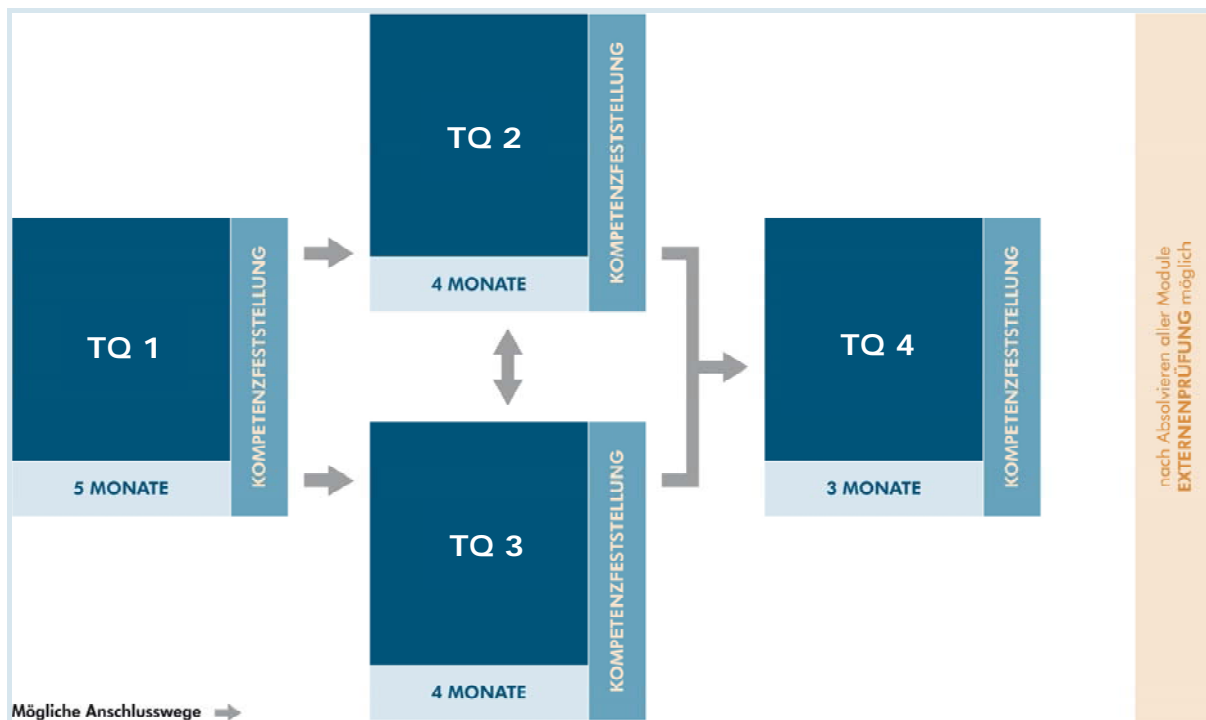 TQ 1
5 MONATE
KOMPETENZFESTSTELLUNG
TQ 2
4 MONATE
KOMPETENZFESTSTELLUNG
TQ 3
4 MONATE
KOMPETENZFESTSTELLUNG
TQ 4
3 MONATE
KOMPETENZFESTSTELLUNG
nach Absolvieren aller Module
EXTERNENPRÜFUNG möglich
Mögliche Anschlusswege